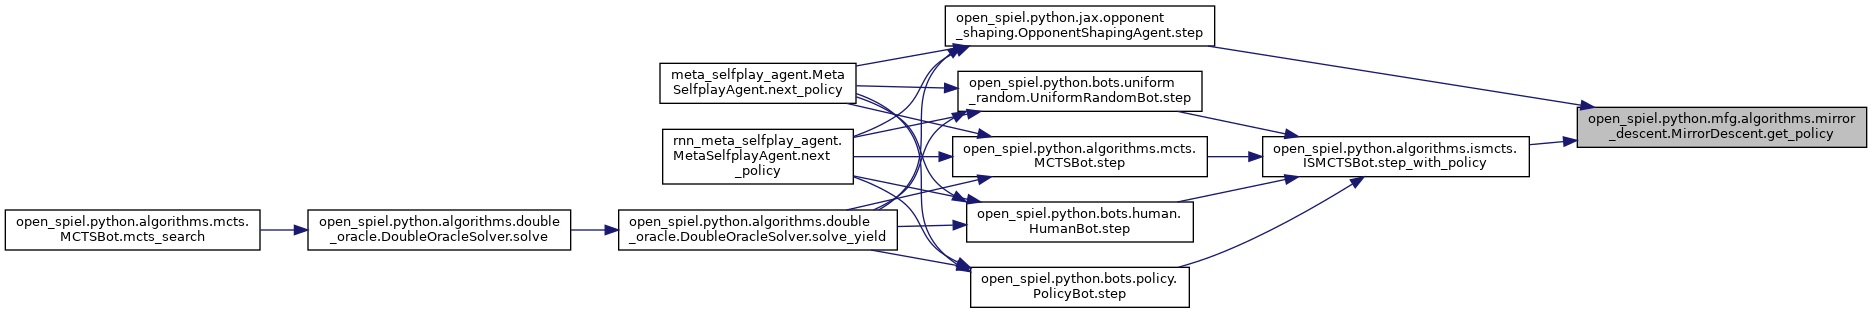 open_spiel.python.jax.opponent
_shaping.OpponentShapingAgent.step
meta_selfplay_agent.Meta
SelfplayAgent.next_policy
open_spiel.python.bots.uniform
_random.UniformRandomBot.step
open_spiel.python.mfg.algorithms.mirror
_descent.MirrorDescent.get_policy
rnn_meta_selfplay_agent.
MetaSelfplayAgent.next
_policy
open_spiel.python.algorithms.mcts.
MCTSBot.step
open_spiel.python.algorithms.ismcts.
ISMCTSBot.step_with_policy
open_spiel.python.algorithms.mcts.
MCTSBot.mcts_search
open_spiel.python.algorithms.double
_oracle.DoubleOracleSolver.solve
open_spiel.python.algorithms.double
_oracle.DoubleOracleSolver.solve_yield
open_spiel.python.bots.human.
HumanBot.step
open_spiel.python.bots.policy.
PolicyBot.step